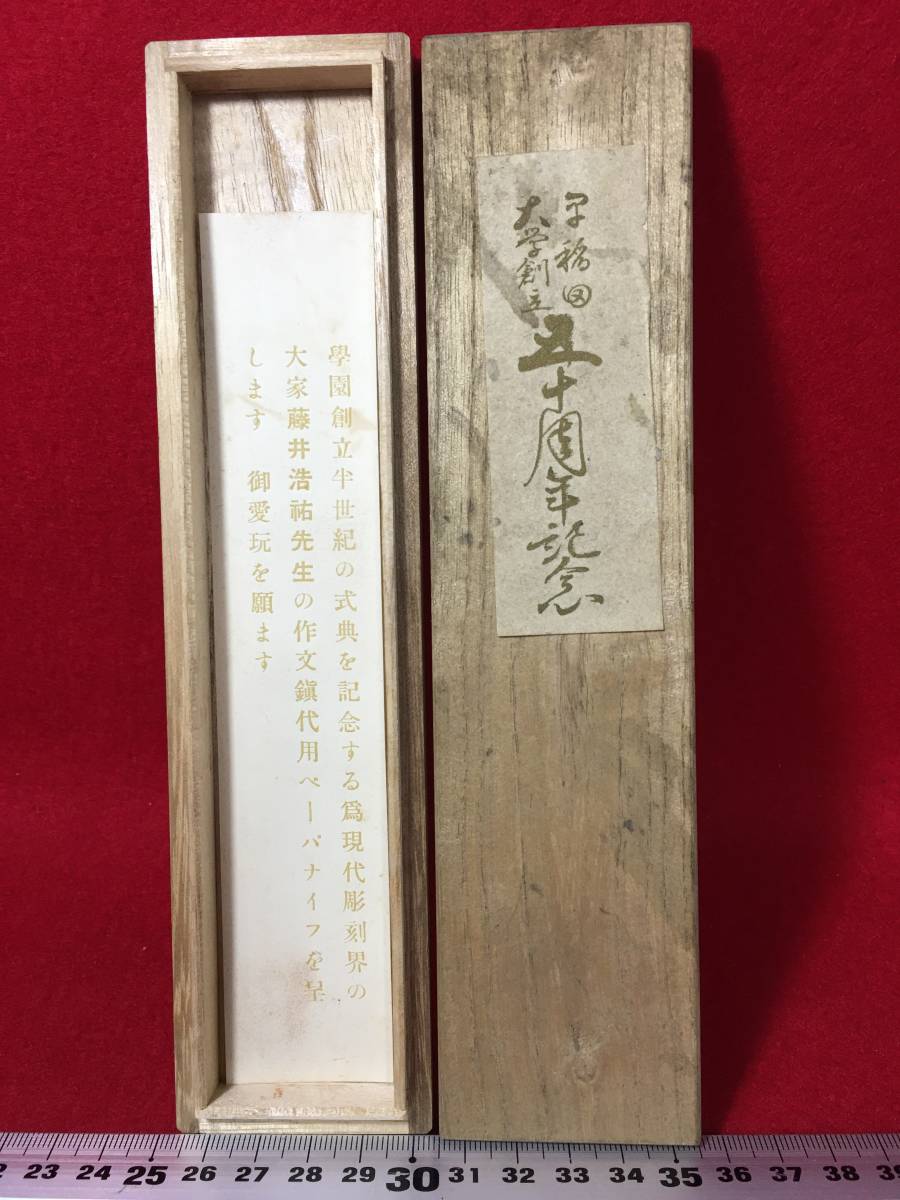 早稲田
大学創立
五十周年記念
學園創立半世紀の式典を記念する爲現代彫刻界の
大家藤井浩祐先生の作文鎭代用ペーパナイフを呈
します 御愛玩を願ます
23 24 25 26 27 28 29 30 31 32 33 34 35 36 37 38 39